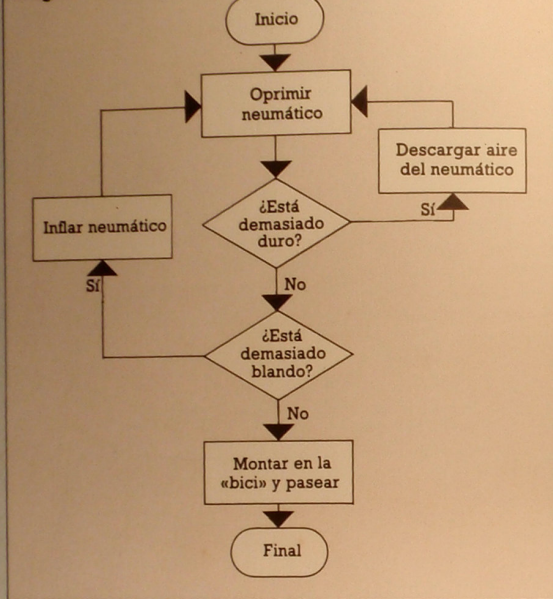 Inicio
Oprimir
neumático
Descargar aire
del neumático
¿Está
demasiado
duro?
Sí
Inflar neumático
No
Sí
¿Está
demasiado
blando?
No
Montar en la
«bici» y pasear
Final